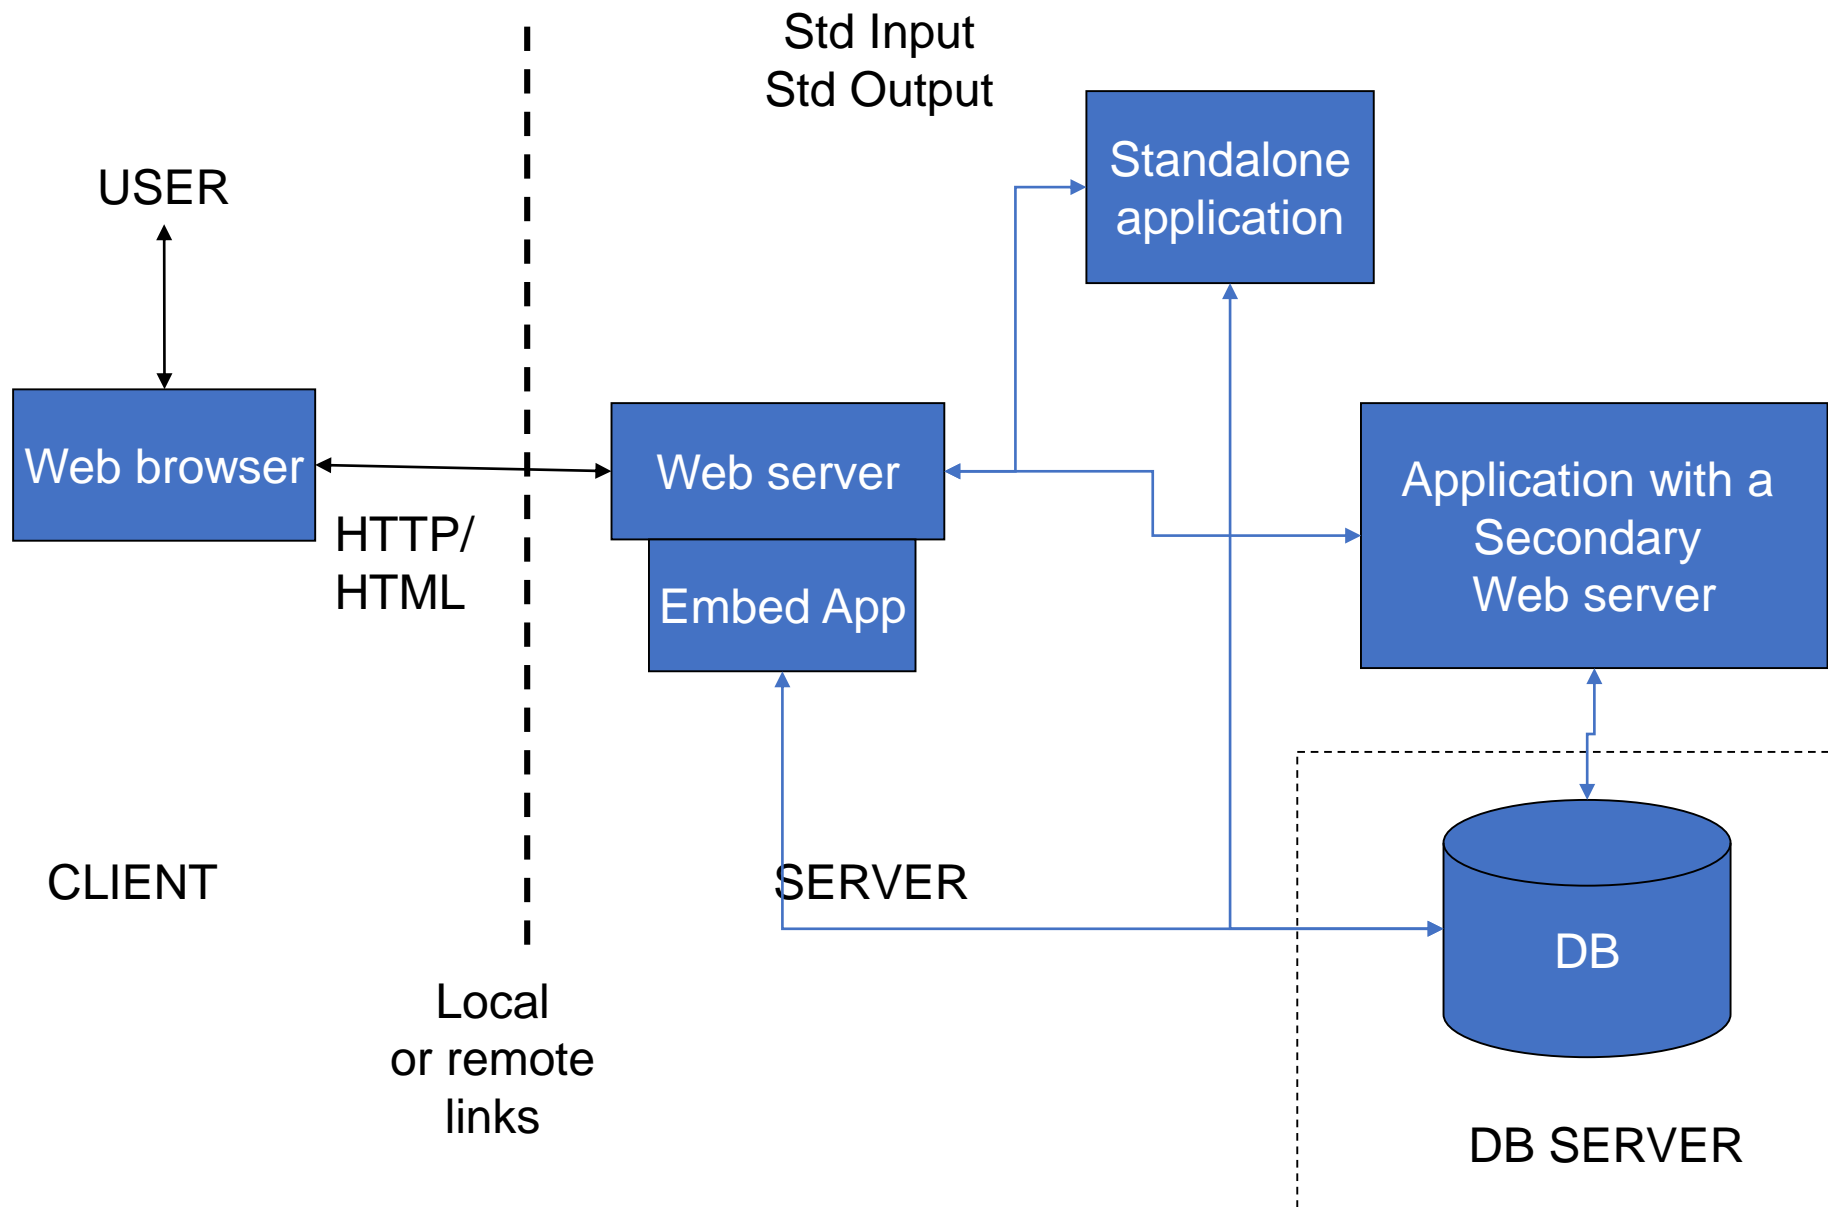 Std Input
Std Output
USER
Standalone
application
Web browser
HTTP/
HTML
Web server
Embed App
Application with a
Secondary
Web server
CLIENT
SERVER
DB
Local
or remote
links
DB SERVER